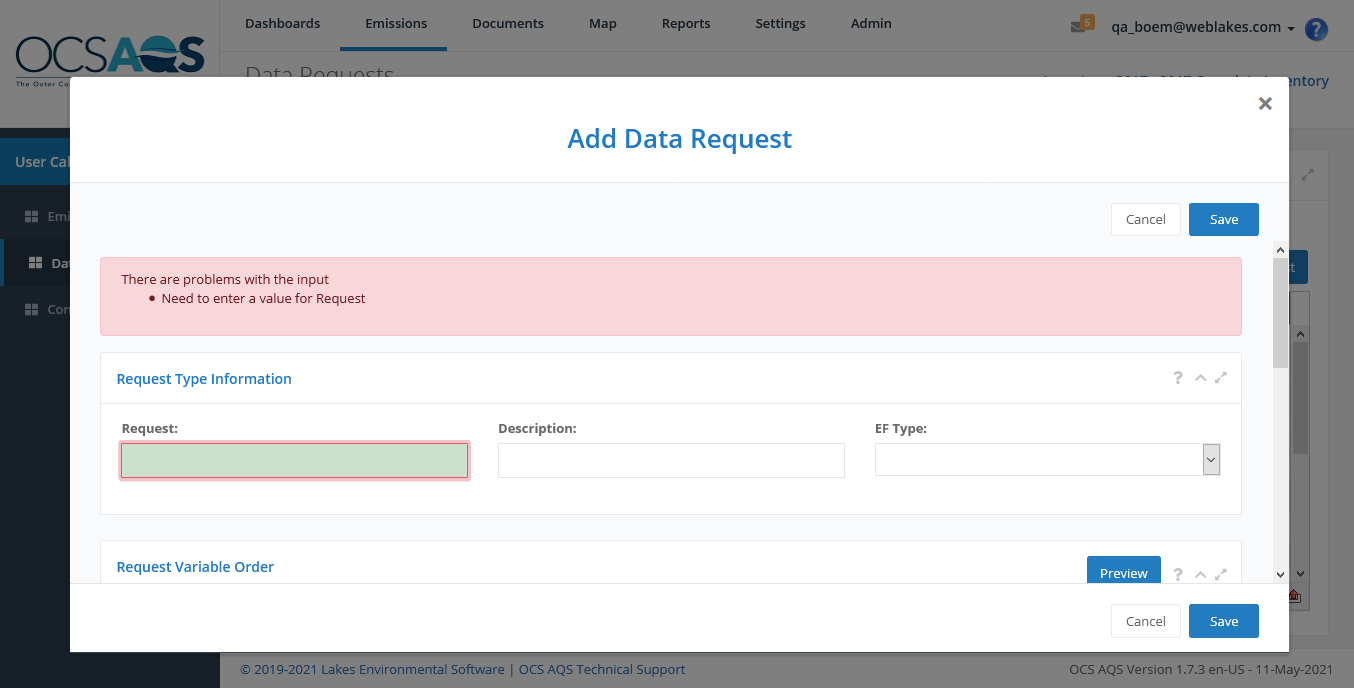 Dashboards Emissions Documents Map Reports Settings Admin
5 qa_boem@weblakes.com ?
OCSAQS
The Outer Co
Data Requests
entory
Add Data Request
User Cal
Emi
Dat
Con
Cancel Save
There are problems with the input
• Need to enter a value for Request
Request Type Information ?
Request: Description: EF Type:
Request Variable Order Preview ?
Cancel Save
© 2019-2021 Lakes Environmental Software | OCS AQS Technical Support OCS AQS Version 1.7.3 en-US - 11-May-2021